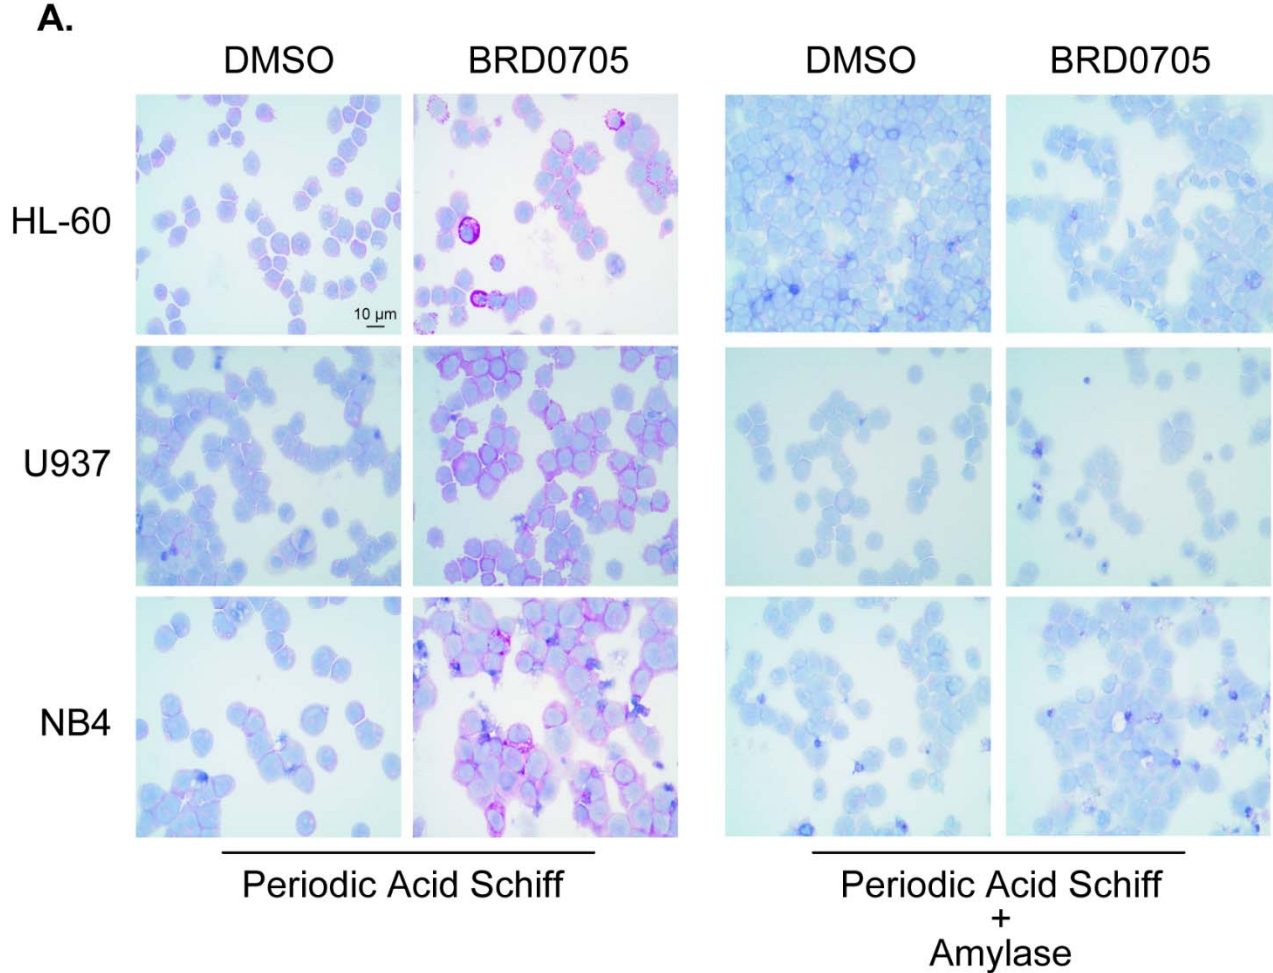 A.
DMSO BRD0705 DMSO BRD0705
HL-60
10 µm
U937
NB4
Periodic Acid Schiff Periodic Acid Schiff
+
Amylase